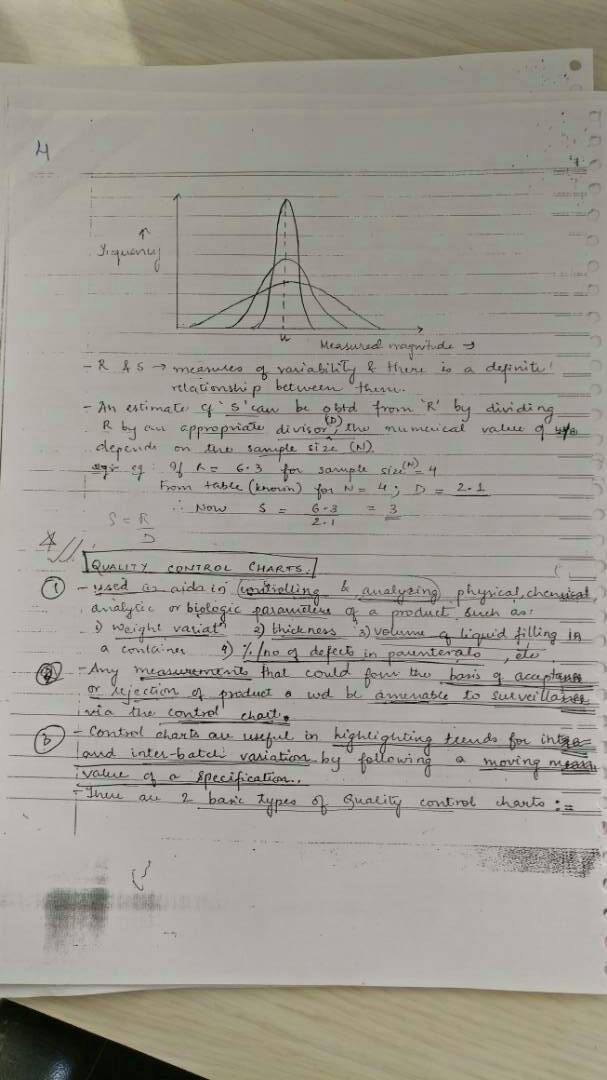 4
↑
Frequency
μ
Measured magnitude →
- R & S → measures of variability & there is a definite
relationship between them.
- An estimate of 'S' can be obtd from 'R' by dividing
R by an appropriate divisor (D), the numerical value of
depends on the sample size (N).
eg: If R = 6.3 for sample size (N) = 4
From table (known) for N = 4; D = 2.1
∴ Now S = 6.3 / 2.1 = 3
S = R / D
QUALITY CONTROL CHARTS.
① - used as aids in controlling & analyzing physical, chemical,
analytic or biologic parameters of a product such as:
1) weight variatn 2) thickness 3) volume of liquid filling in
a container 4) %/no of defects in parenterals, etc
② - Any measurements that could form the basis of acceptance
or rejection of product wd be amenable to surveillance
via the control chart.
③ - Control charts are useful in highlighting trends for intra
and inter-batch variation by following a moving mean
value of a specification.
- There are 2 basic types of Quality control charts :=